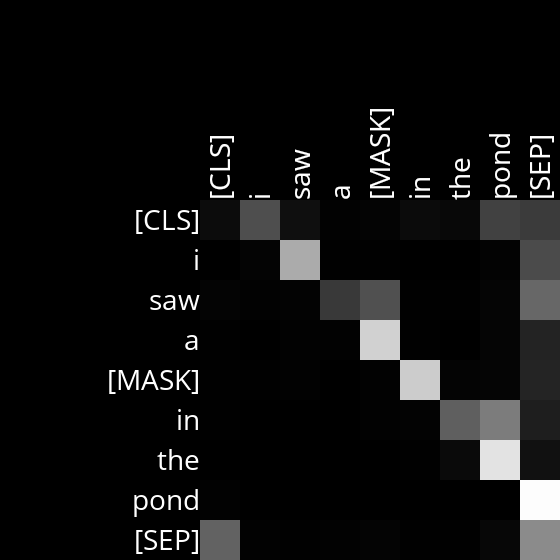 [CLS] i saw a [MASK] in the pond [SEP]
[CLS]
i
saw
a
[MASK]
in
the
pond
[SEP]